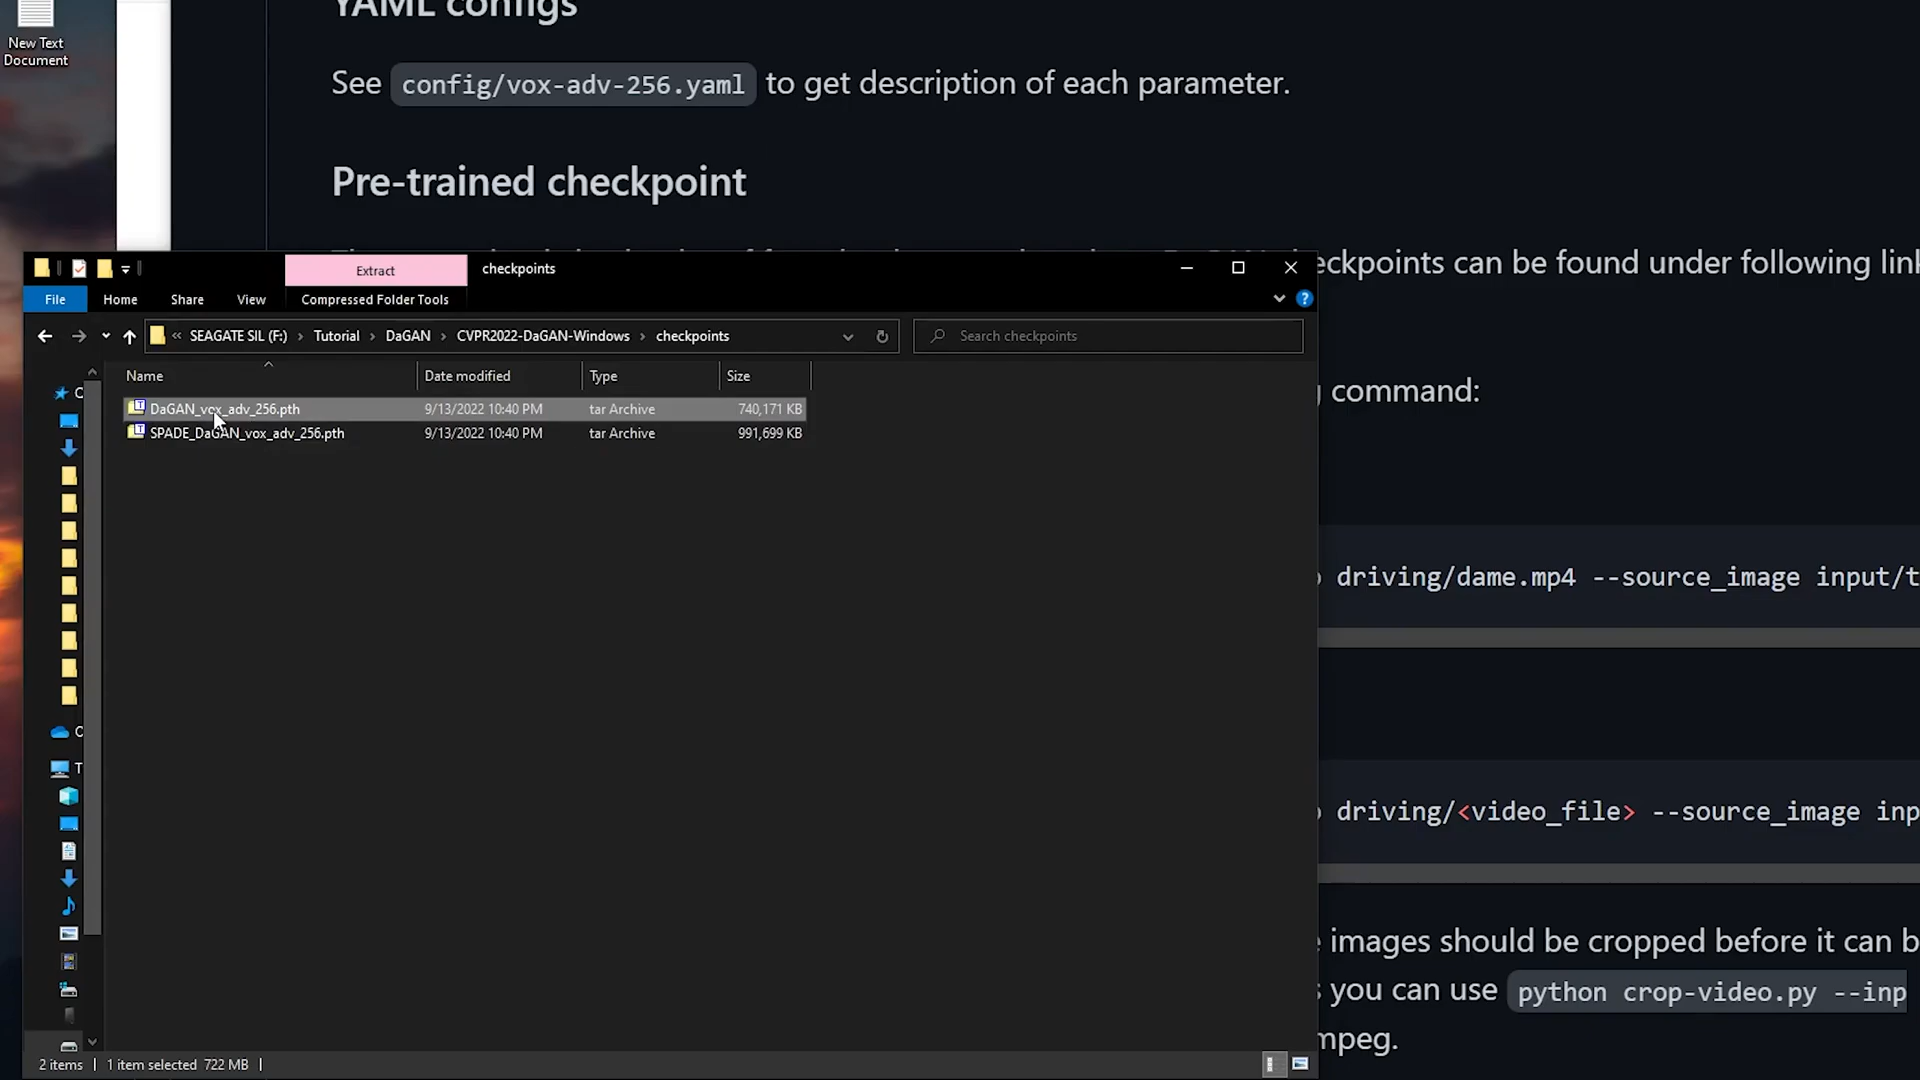 YAML configs
New Text
Document
See config/vox-adv-256.yaml to get description of each parameter.
Pre-trained checkpoint
eckpoints can be found under following link
Extract
checkpoints
File
Home
Share
View
Compressed Folder Tools
« SEAGATE SIL (F:) › Tutorial › DaGAN › CVPR2022-DaGAN-Windows › checkpoints
Search checkpoints
Name
Date modified
Type
Size
command:
DaGAN_vox_adv_256.pth 9/13/2022 10:40 PM tar Archive 740,171 KB
SPADE_DaGAN_vox_adv_256.pth 9/13/2022 10:40 PM tar Archive 991,699 KB
driving/dame.mp4 --source_image input/t
driving/<video_file> --source_image inp
images should be cropped before it can b
you can use python crop-video.py --inp
mpeg.
2 items
1 item selected 722 MB